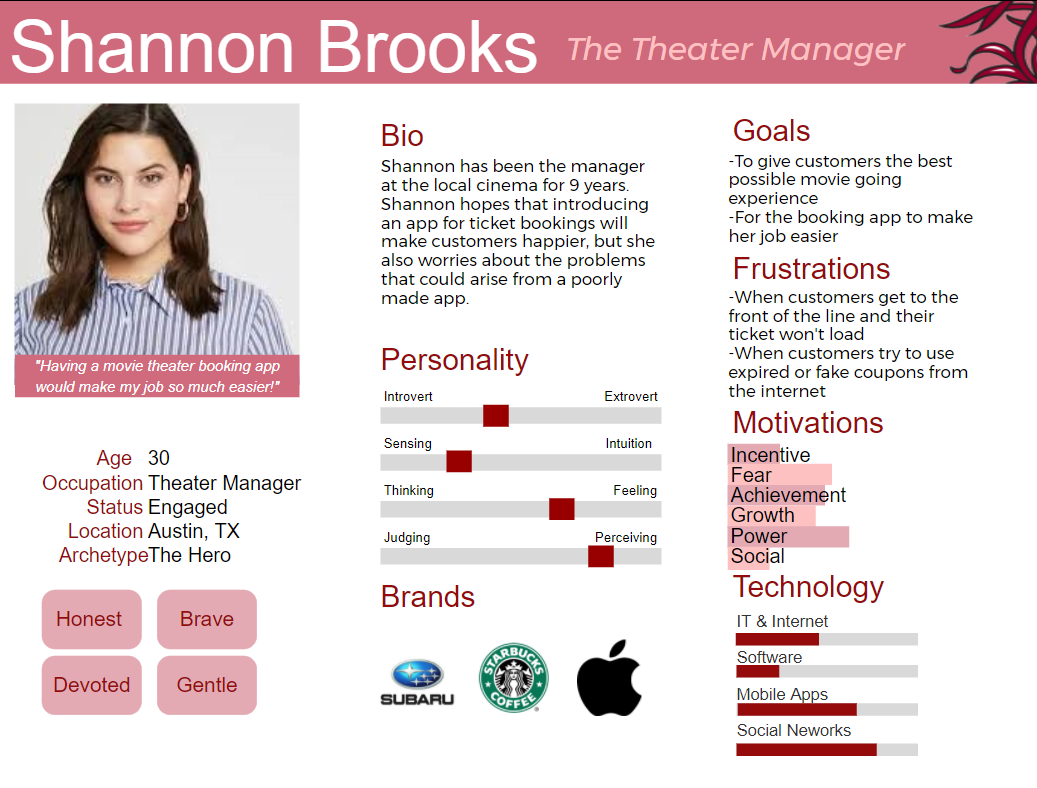 Shannon Brooks
The Theater Manager
"Having a movie theater booking app
would make my job so much easier!"
Age 30
Occupation Theater Manager
Status Engaged
Location Austin, TX
Archetype The Hero
Honest
Brave
Devoted
Gentle
Bio
Shannon has been the manager
at the local cinema for 9 years.
Shannon hopes that introducing
an app for ticket bookings will
make customers happier, but she
also worries about the problems
that could arise from a poorly
made app.
Personality
Introvert Extrovert
Sensing Intuition
Thinking Feeling
Judging Perceiving
Brands
SUBARU
STARBUCKS
COFFEE
Goals
-To give customers the best
possible movie going
experience
-For the booking app to make
her job easier
Frustrations
-When customers get to the
front of the line and their
ticket won't load
-When customers try to use
expired or fake coupons from
the internet
Motivations
Incentive
Fear
Achievement
Growth
Power
Social
Technology
IT & Internet
Software
Mobile Apps
Social Neworks